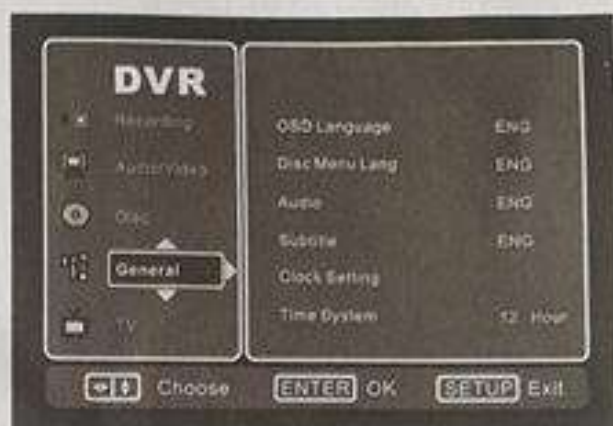 DVR
Recording
Audio/Video
Disc
General
TV
OSD Language ENG
Disc Menu Lang ENG
Audio ENG
Subtitle ENG
Clock Setting
Time System 12 Hour
Choose ENTER OK SETUP Exit